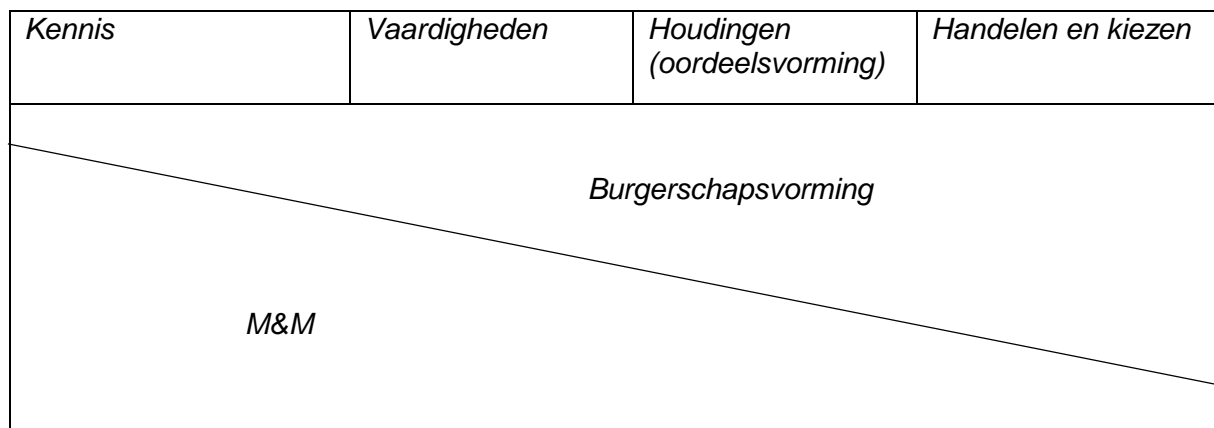 Kennis
Vaardigheden
Houdingen
(oordeelsvorming)
Handelen en kiezen
Burgerschapsvorming
M&M